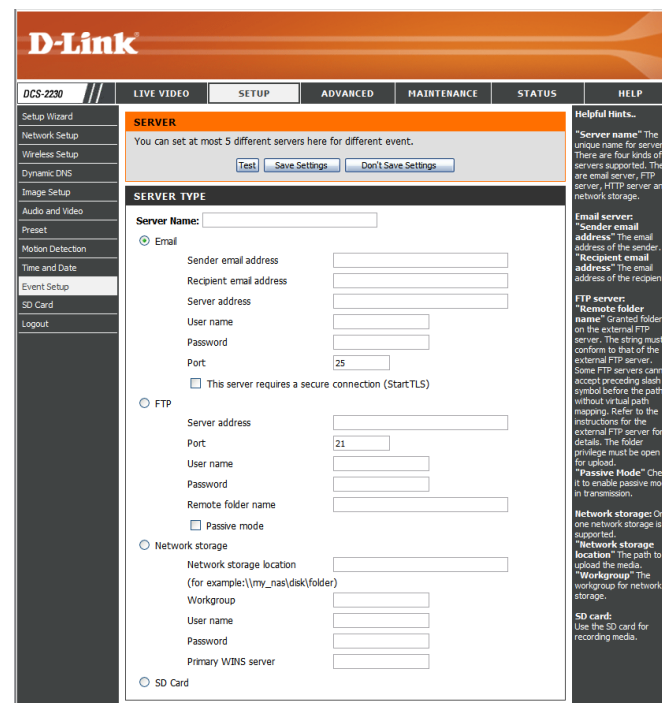 D-Link
DCS-2230
LIVE VIDEO
SETUP
ADVANCED
MAINTENANCE
STATUS
HELP
Setup Wizard
Network Setup
Wireless Setup
Dynamic DNS
Image Setup
Audio and Video
Preset
Motion Detection
Time and Date
Event Setup
SD Card
Logout
SERVER
You can set at most 5 different servers here for different event.
Test
Save Settings
Don't Save Settings
SERVER TYPE
Server Name:
Email
Sender email address
Recipient email address
Server address
User name
Password
Port
25
This server requires a secure connection (StartTLS)
FTP
Server address
Port
21
User name
Password
Remote folder name
Passive mode
Network storage
Network storage location
(for example:\\my_nas\disk\folder)
Workgroup
User name
Password
Primary WINS server
SD Card
Helpful Hints..
"Server name" The
unique name for server
There are four kinds of
servers supported. The
are email server, FTP
server, HTTP server an
network storage.
Email server:
"Sender email
address" The email
address of the sender.
"Recipient email
address" The email
address of the recipien
FTP server:
"Remote folder
name" Granted folder
on the external FTP
server. The string must
conform to that of the
external FTP server.
Some FTP servers cann
accept preceding slash
symbol before the path
without virtual path
mapping. Refer to the
instructions for the
external FTP server for
details. The folder
privilege must be open
for upload.
"Passive Mode" Che
it to enable passive mo
in transmission.
Network storage: On
one network storage is
supported.
"Network storage
location" The path to
upload the media.
"Workgroup" The
workgroup for network
storage.
SD card:
Use the SD card for
recording media.